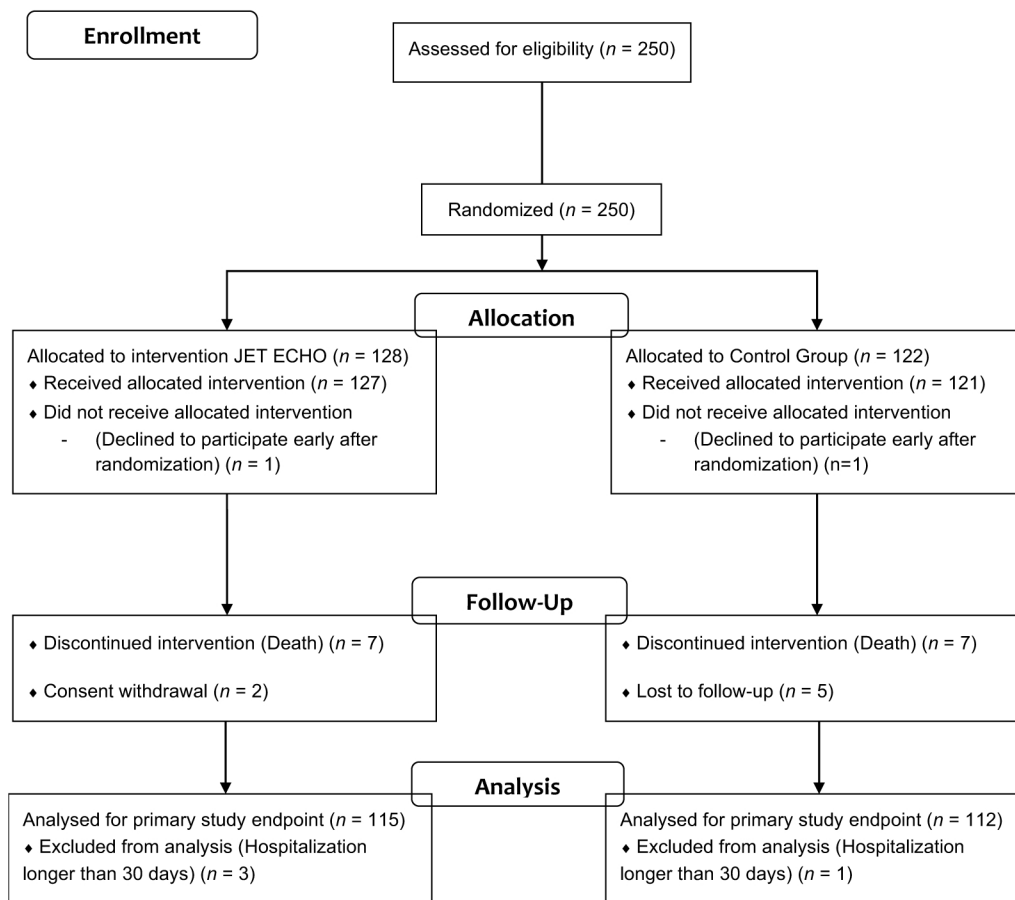 Enrollment
Assessed for eligibility (n = 250)
Randomized (n = 250)
Allocation
Allocated to intervention JET ECHO (n = 128)
♦ Received allocated intervention (n = 127)
♦ Did not receive allocated intervention
- (Declined to participate early after
randomization) (n = 1)
Allocated to Control Group (n = 122)
♦ Received allocated intervention (n = 121)
♦ Did not receive allocated intervention
- (Declined to participate early after
randomization) (n=1)
Follow-Up
♦ Discontinued intervention (Death) (n = 7)
♦ Consent withdrawal (n = 2)
♦ Discontinued intervention (Death) (n = 7)
♦ Lost to follow-up (n = 5)
Analysis
Analysed for primary study endpoint (n = 115)
♦ Excluded from analysis (Hospitalization
longer than 30 days) (n = 3)
Analysed for primary study endpoint (n = 112)
♦ Excluded from analysis (Hospitalization
longer than 30 days) (n = 1)